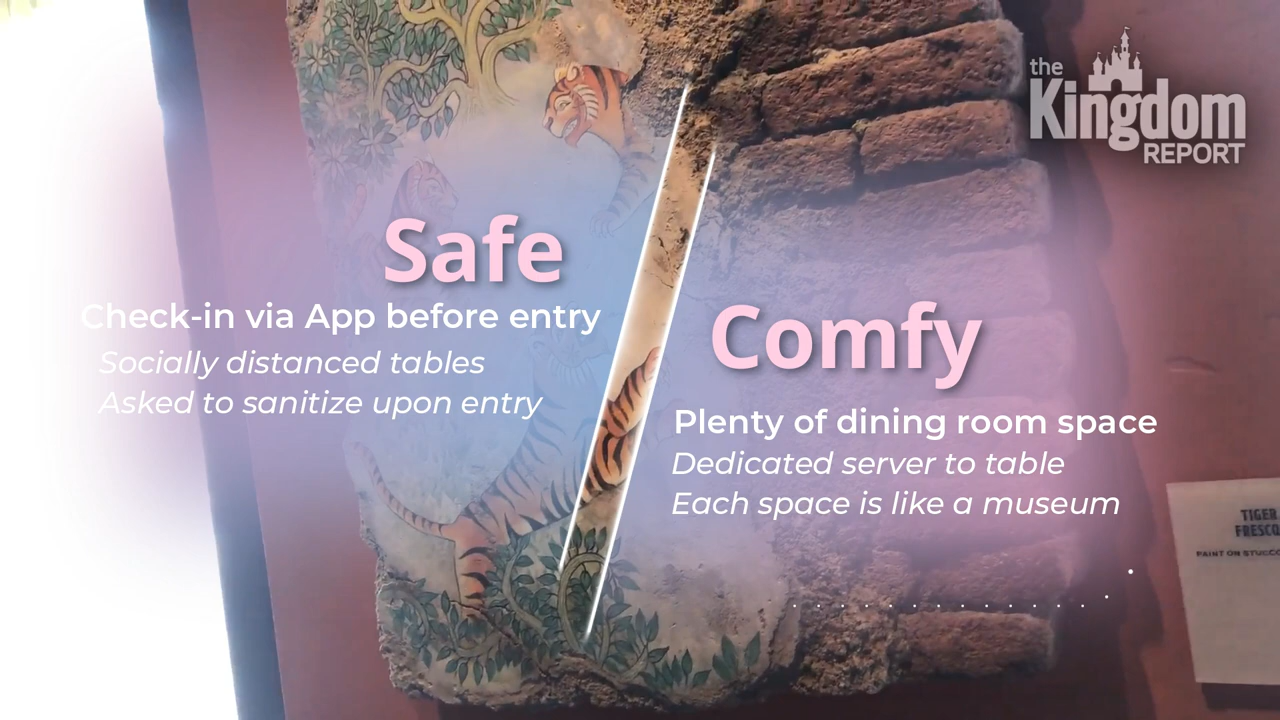 the
Kingdom
REPORT
Safe
Check-in via App before entry
Socially distanced tables
Asked to sanitize upon entry
Comfy
Plenty of dining room space
Dedicated server to table
Each space is like a museum
TIGER
FRESCO
PAINT ON STUCCO